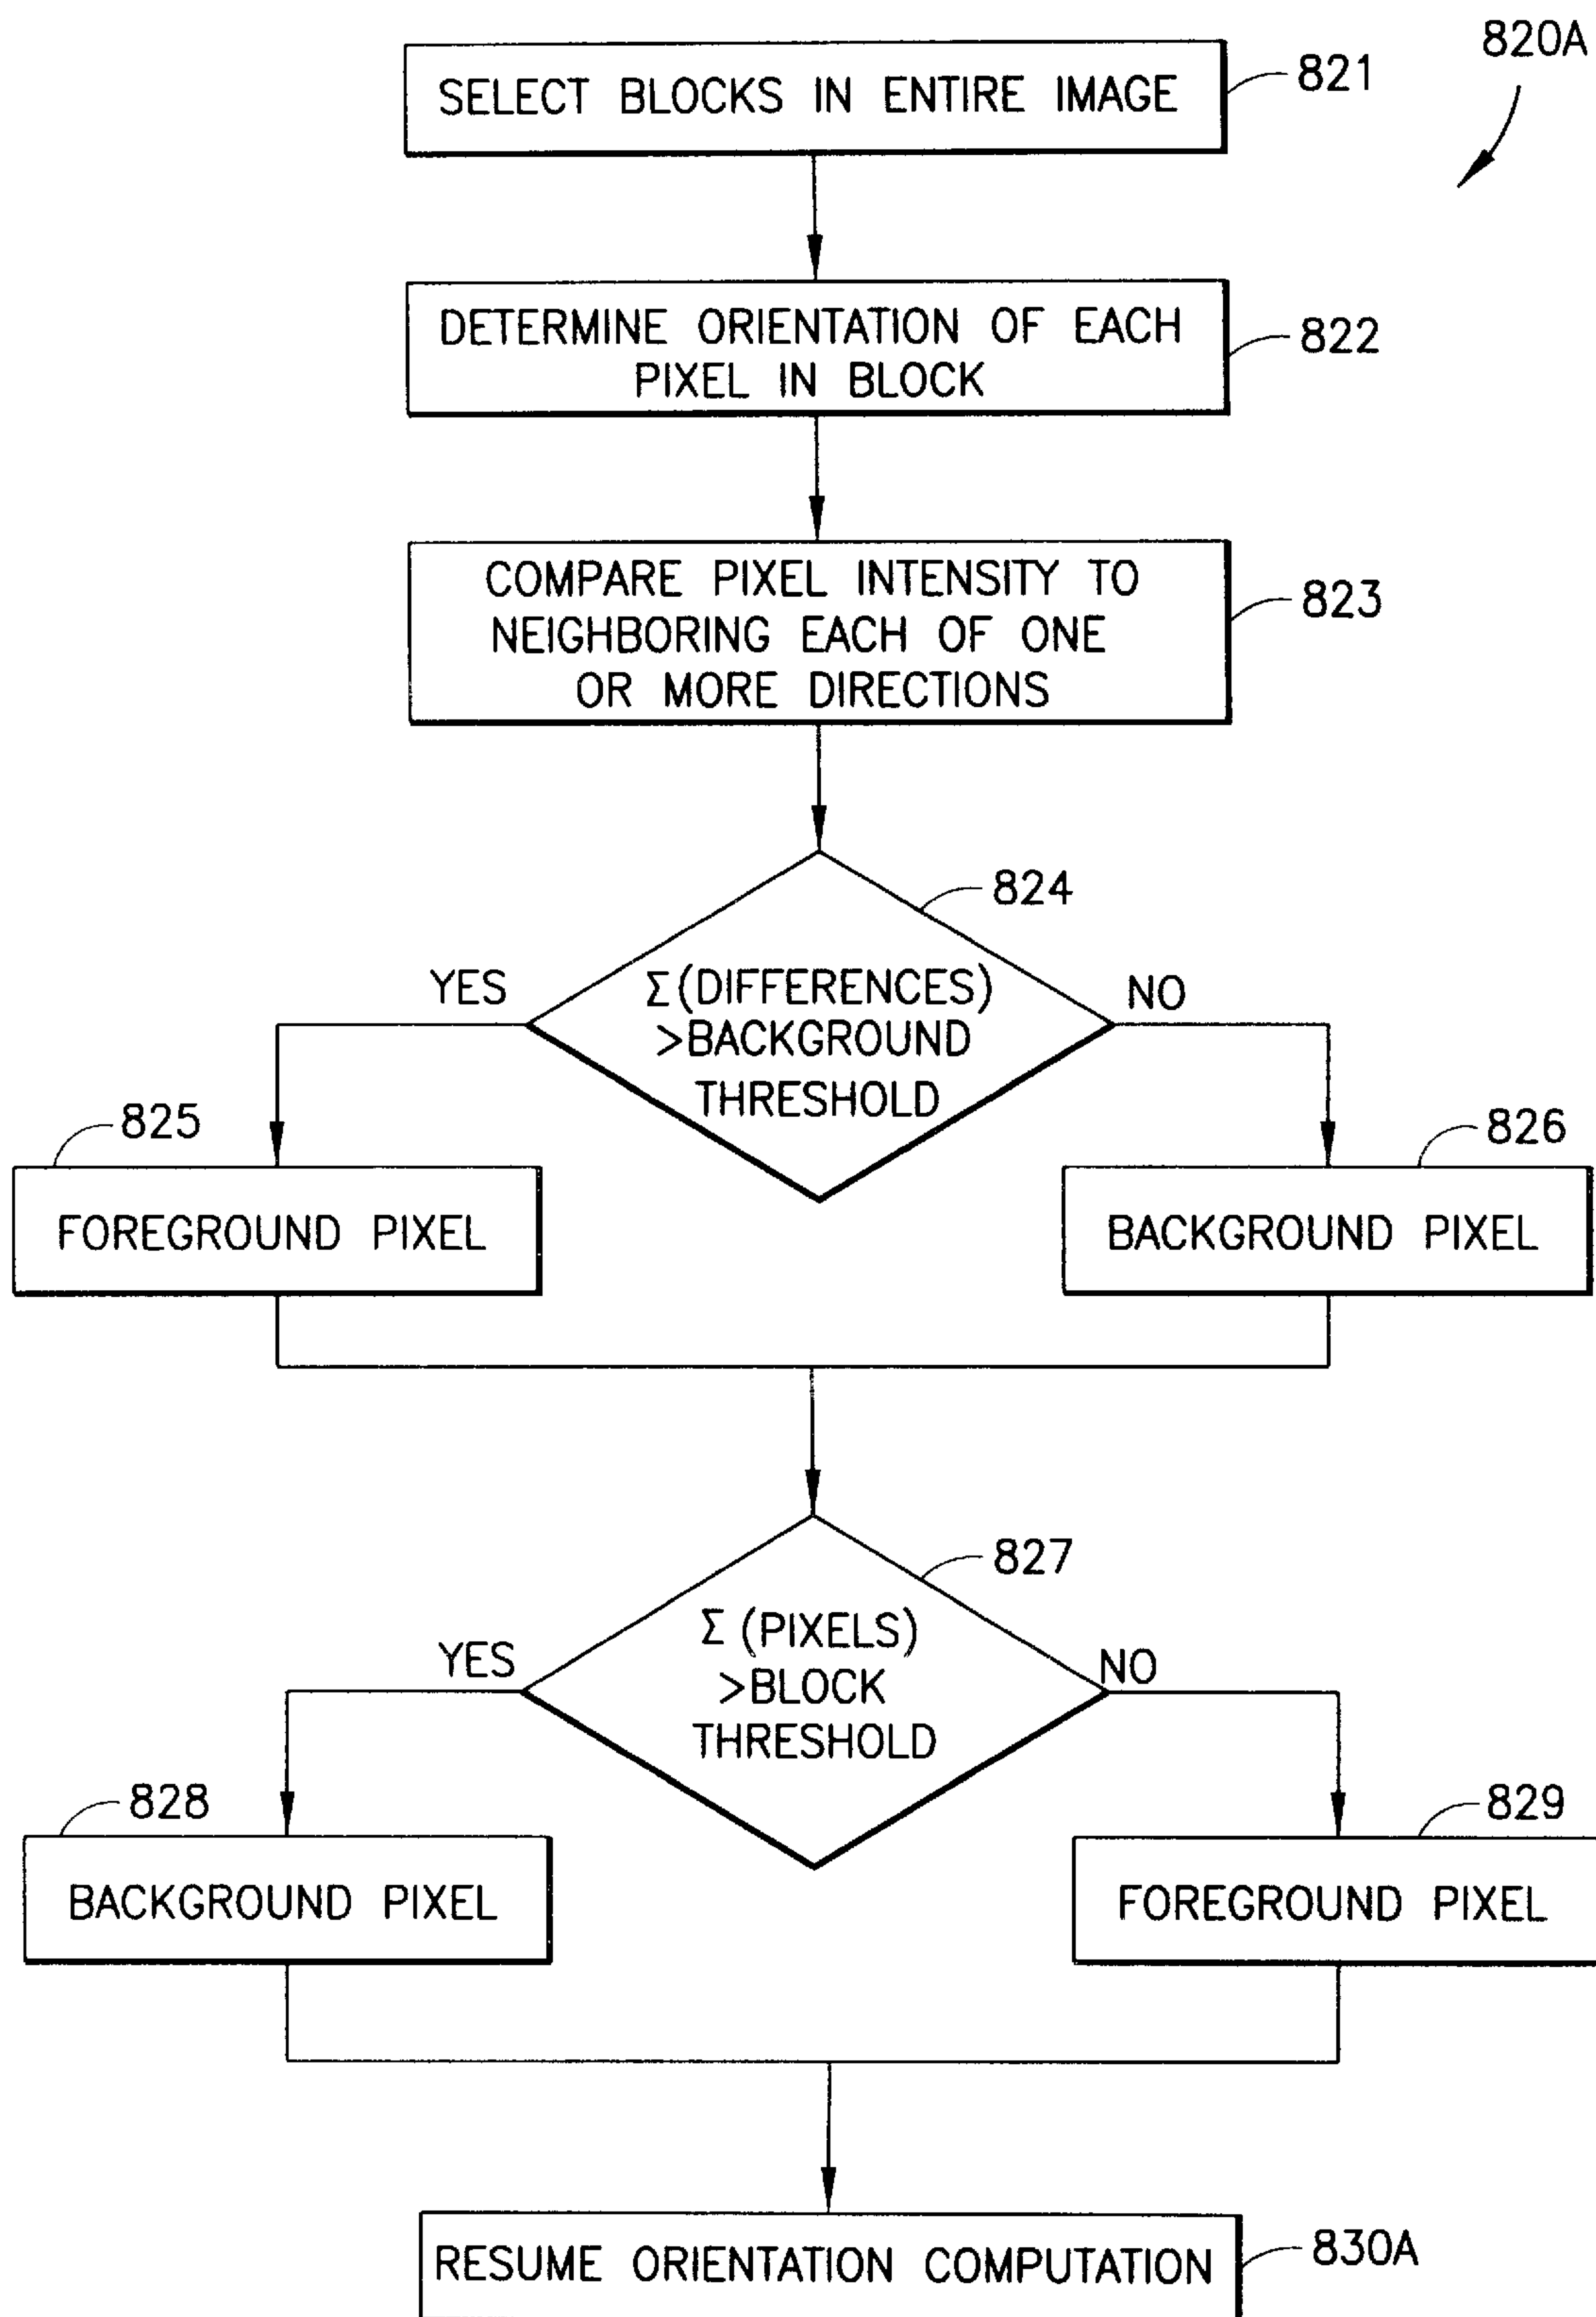 820A
SELECT BLOCKS IN ENTIRE IMAGE
821
DETERMINE ORIENTATION OF EACH
PIXEL IN BLOCK
822
COMPARE PIXEL INTENSITY TO
NEIGHBORING EACH OF ONE
OR MORE DIRECTIONS
823
824
YES
Σ (DIFFERENCES)
>BACKGROUND
THRESHOLD
NO
825
FOREGROUND PIXEL
826
BACKGROUND PIXEL
827
YES
Σ (PIXELS)
>BLOCK
THRESHOLD
NO
828
BACKGROUND PIXEL
829
FOREGROUND PIXEL
RESUME ORIENTATION COMPUTATION
830A